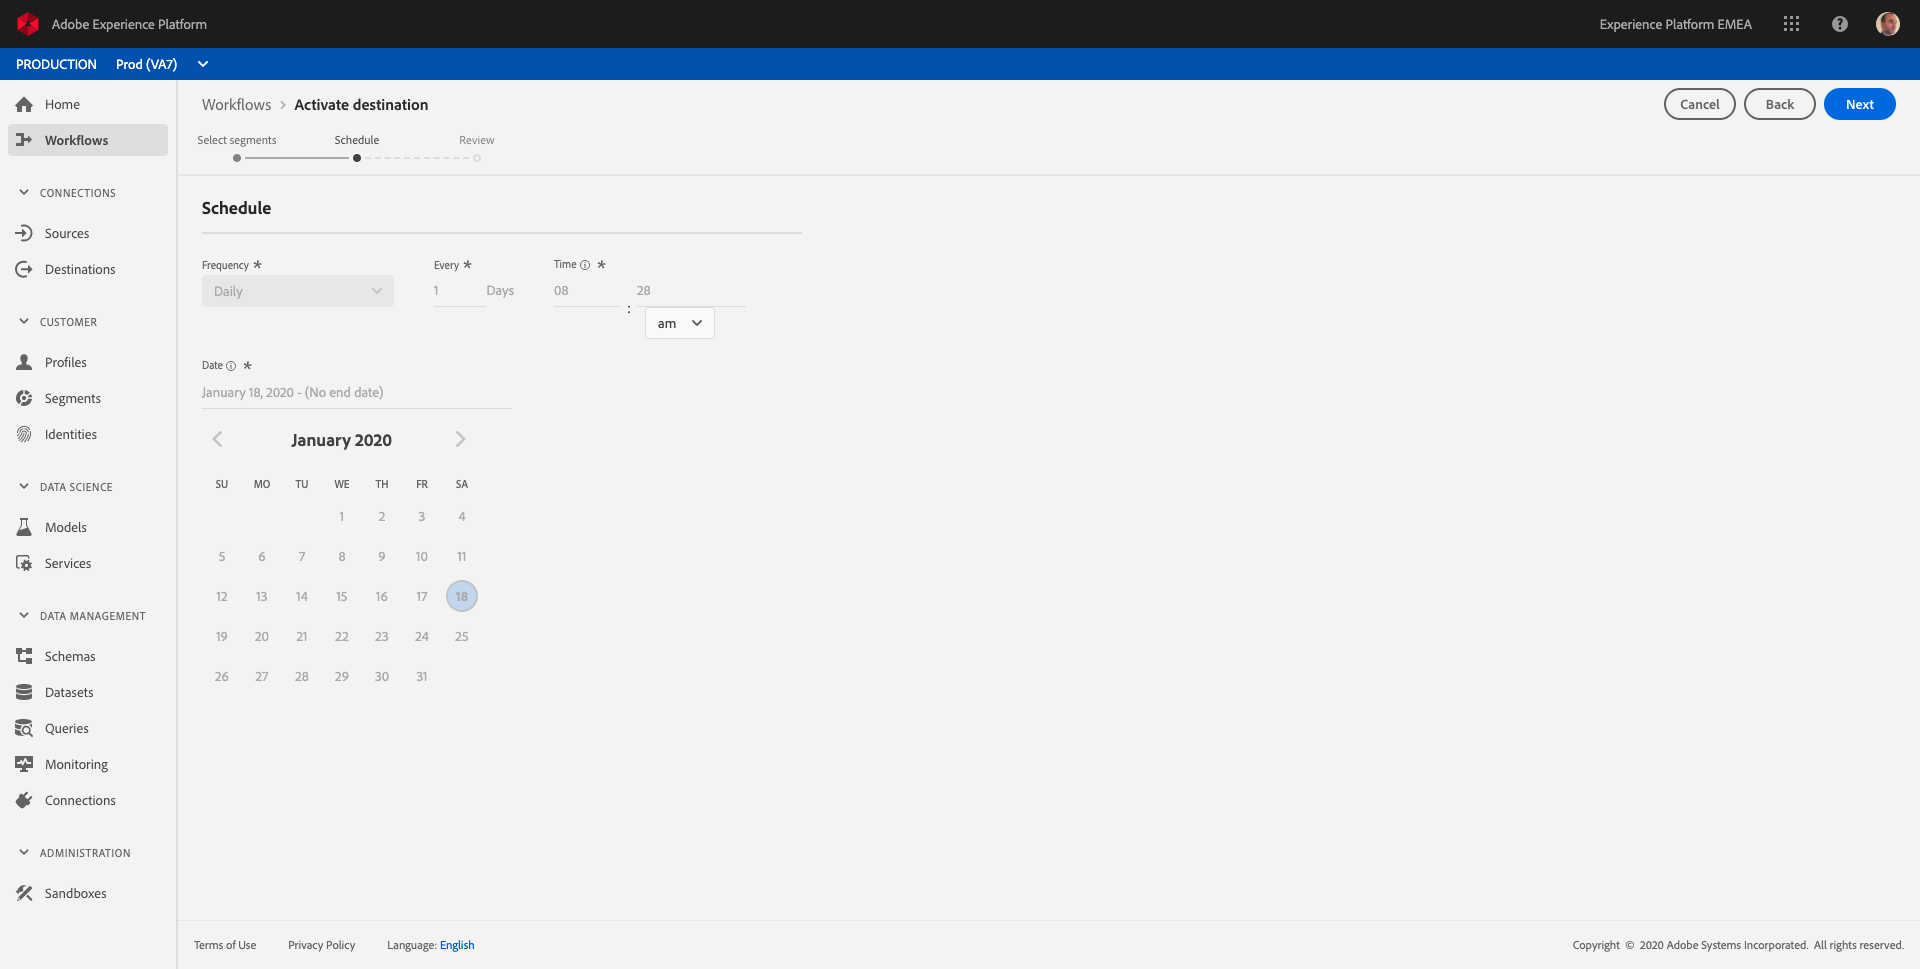 Adobe Experience Platform
Experience Platform EMEA
PRODUCTION Prod (VA7)
Home
Workflows
CONNECTIONS
Sources
Destinations
CUSTOMER
Profiles
Segments
Identities
DATA SCIENCE
Models
Services
DATA MANAGEMENT
Schemas
Datasets
Queries
Monitoring
Connections
ADMINISTRATION
Sandboxes
Workflows > Activate destination
Cancel Back Next
Select segments Schedule Review
Schedule
Frequency * Every * Time *
Daily 1 Days 08 : 28
am
Date *
January 18, 2020 - (No end date)
January 2020
SU MO TU WE TH FR SA
1 2 3 4
5 6 7 8 9 10 11
12 13 14 15 16 17 18
19 20 21 22 23 24 25
26 27 28 29 30 31
Terms of Use Privacy Policy Language: English
Copyright © 2020 Adobe Systems Incorporated. All rights reserved.